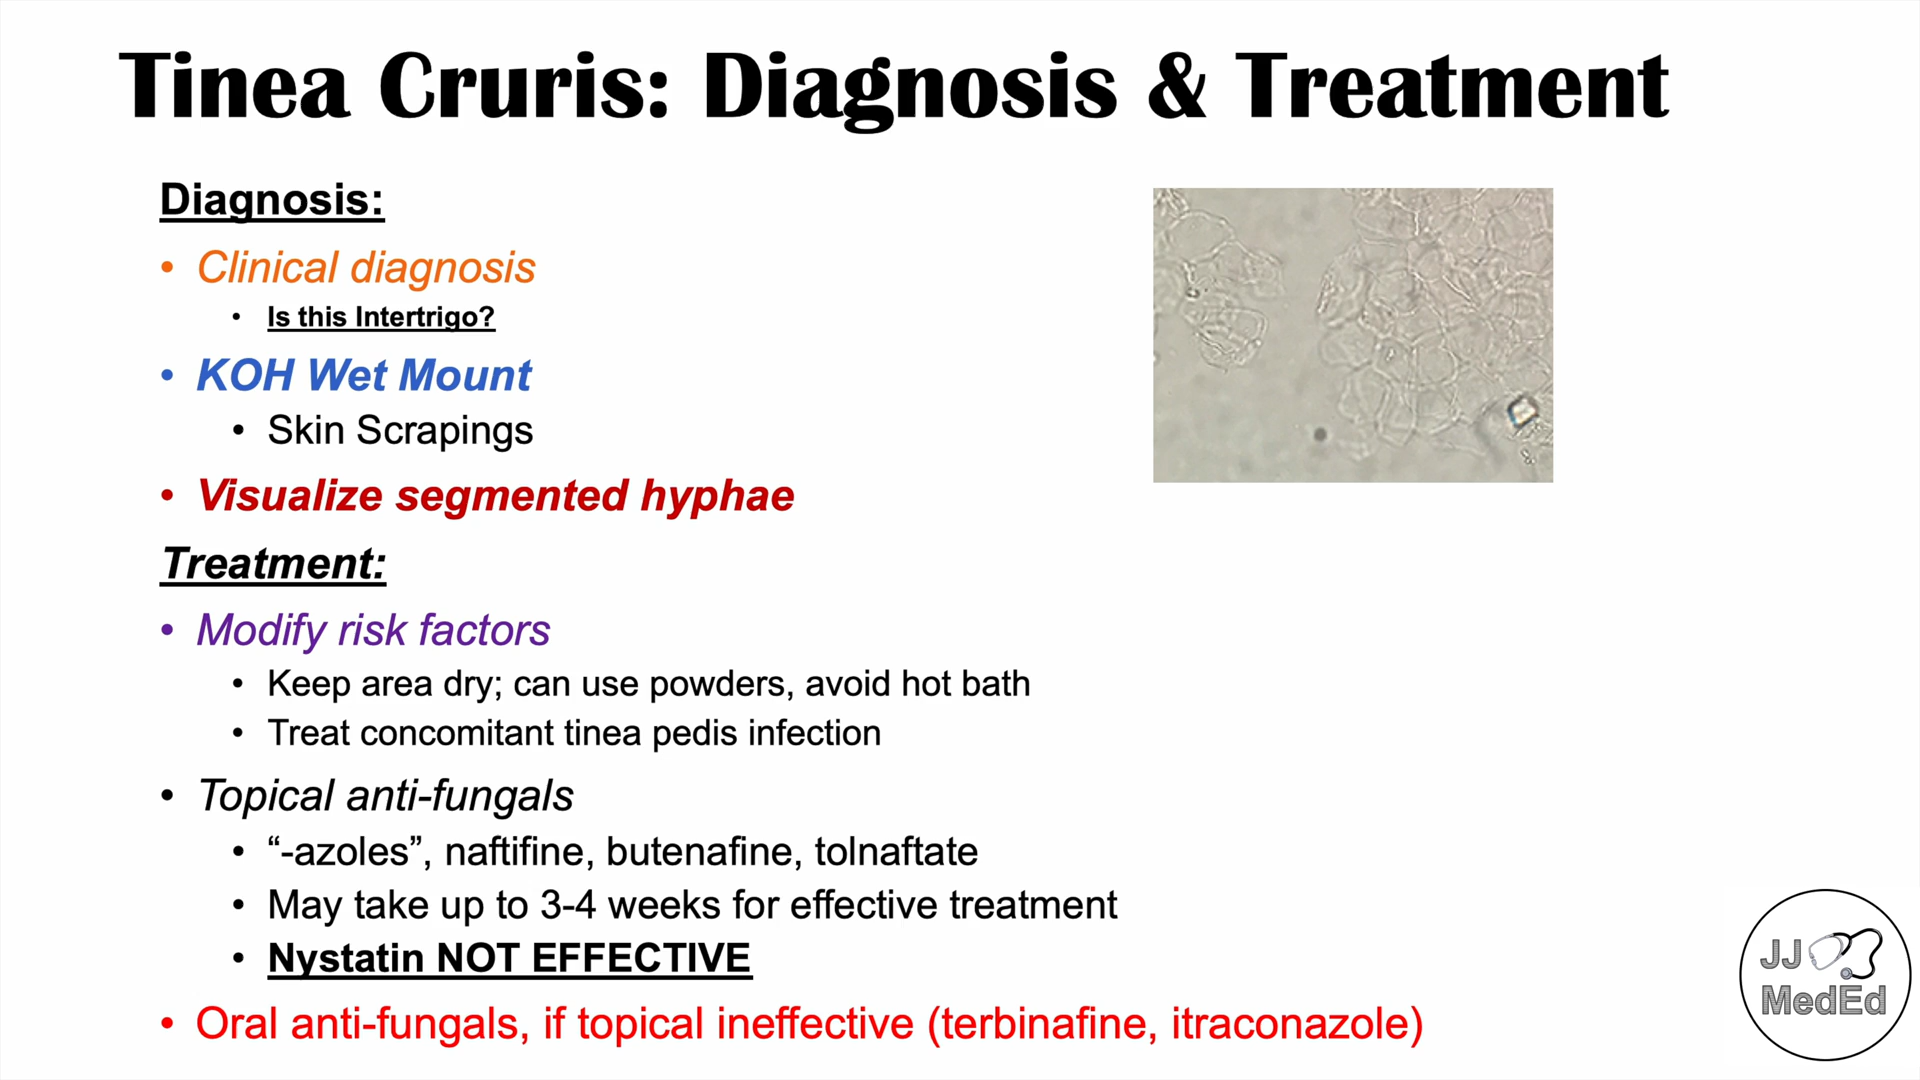 Tinea Cruris: Diagnosis & Treatment
Diagnosis:
• Clinical diagnosis
• Is this Intertrigo?
• KOH Wet Mount
• Skin Scrapings
• Visualize segmented hyphae
Treatment:
• Modify risk factors
• Keep area dry; can use powders, avoid hot bath
• Treat concomitant tinea pedis infection
• Topical anti-fungals
• “-azoles”, naftifine, butenafine, tolnaftate
• May take up to 3-4 weeks for effective treatment
• Nystatin NOT EFFECTIVE
• Oral anti-fungals, if topical ineffective (terbinafine, itraconazole)
JJ
MedEd